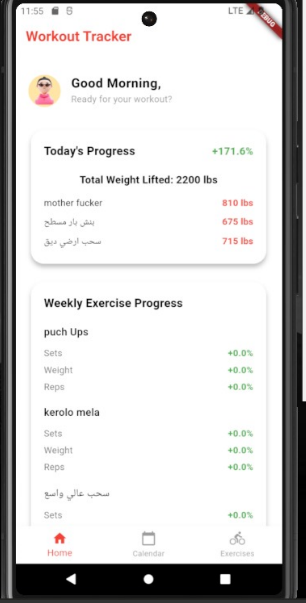 11:55 LTE
DEBUG
Workout Tracker
Good Morning,
Ready for your workout?
Today's Progress +171.6%
Total Weight Lifted: 2200 lbs
mother fucker 810 lbs
بنش بار مسطح 675 lbs
سحب ارضي ديق 715 lbs
Weekly Exercise Progress
puch Ups
Sets +0.0%
Weight +0.0%
Reps +0.0%
kerolo mela
Sets +0.0%
Weight +0.0%
Reps +0.0%
سحب عالي واسع
Sets +0.0%
Home Calendar Exercises